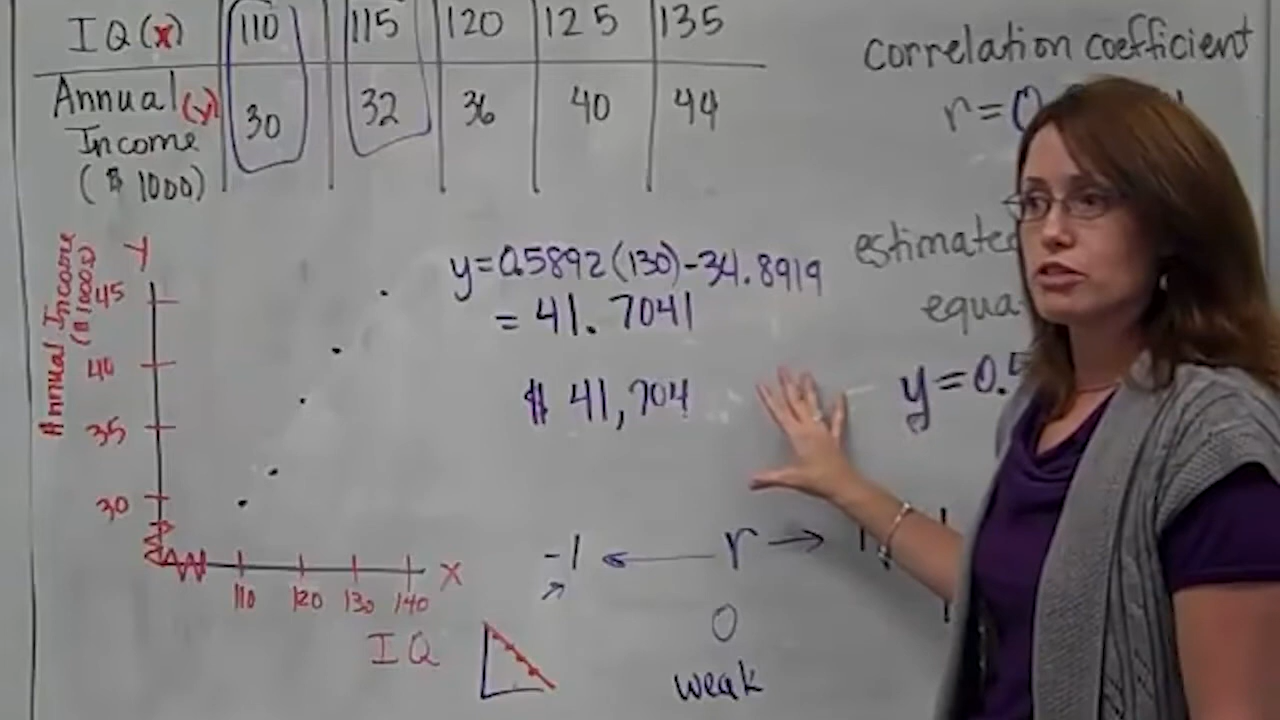 IQ(x) 110 115 120 125 135
Annual (y) 30 32 36 40 44
Income
($ 1000)
correlation coefficient
r=0
Annual Income
($ 1000s)
Y
45
40
35
30
110 120 130 140 X
IQ
y=0.5892(130)-34.8919
= 41.7041
$ 41,704
estimated
equa
y=0.5
-1 r
0
weak